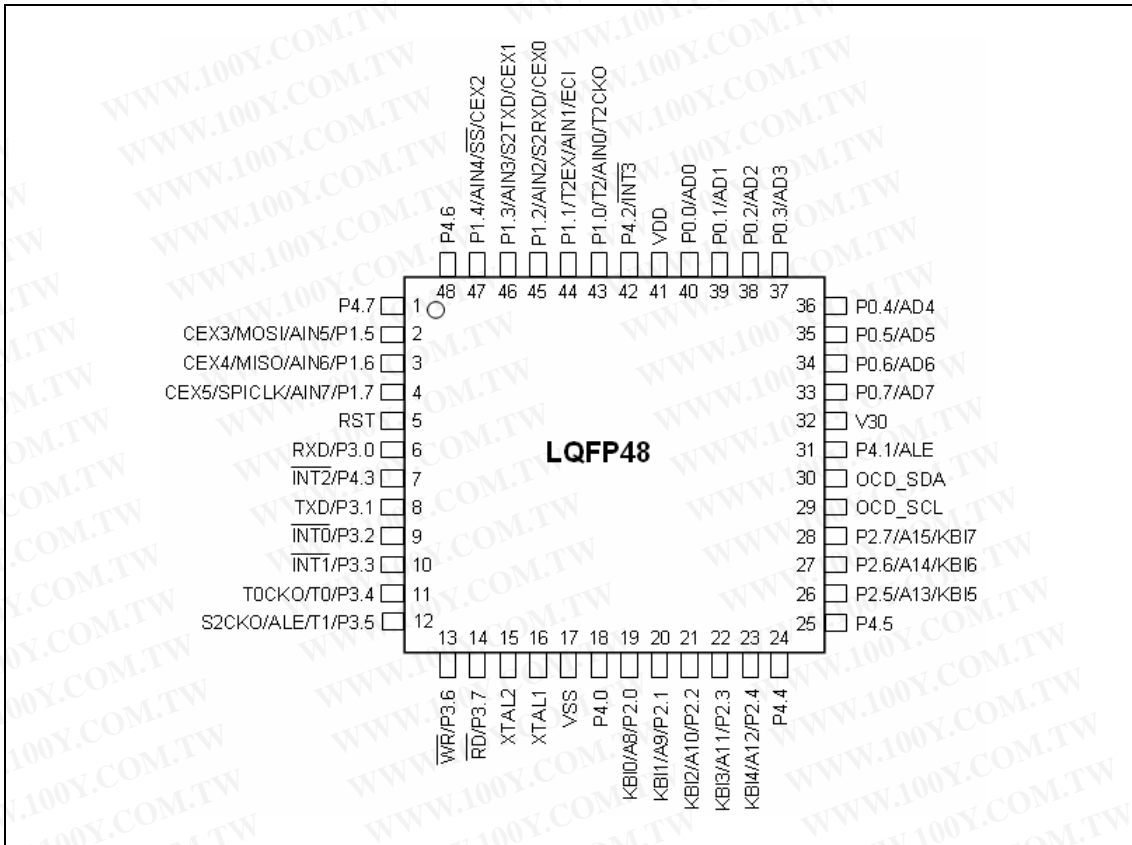 P4.6
P1.4/AIN4/SS/CEX2
P1.3/AIN3/S2TXD/CEX1
P1.2/AIN2/S2RXD/CEX0
P1.1/T2EX/AIN1/ECI
P1.0/T2/AIN0/T2CKO
P4.2/INT3
VDD
P0.0/AD0
P0.1/AD1
P0.2/AD2
P0.3/AD3
48 47 46 45 44 43 42 41 40 39 38 37
P4.7 1
CEX3/MOSI/AIN5/P1.5 2
CEX4/MISO/AIN6/P1.6 3
CEX5/SPICLK/AIN7/P1.7 4
RST 5
RXD/P3.0 6
INT2/P4.3 7
TXD/P3.1 8
INT0/P3.2 9
INT1/P3.3 10
T0CKO/T0/P3.4 11
S2CKO/ALE/T1/P3.5 12
LQFP48
36 P0.4/AD4
35 P0.5/AD5
34 P0.6/AD6
33 P0.7/AD7
32 V30
31 P4.1/ALE
30 OCD_SDA
29 OCD_SCL
28 P2.7/A15/KBI7
27 P2.6/A14/KBI6
26 P2.5/A13/KBI5
25 P4.5
13 14 15 16 17 18 19 20 21 22 23 24
WR/P3.6
RD/P3.7
XTAL2
XTAL1
VSS
P4.0
KBI0/A8/P2.0
KBI1/A9/P2.1
KBI2/A10/P2.2
KBI3/A11/P2.3
KBI4/A12/P2.4
P4.4
WWW.100Y.COM.TW